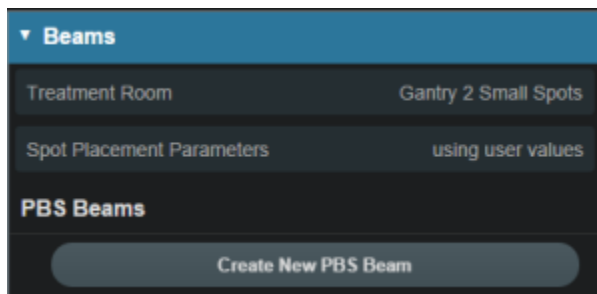 Beams
Treatment Room Gantry 2 Small Spots
Spot Placement Parameters using user values
PBS Beams
Create New PBS Beam